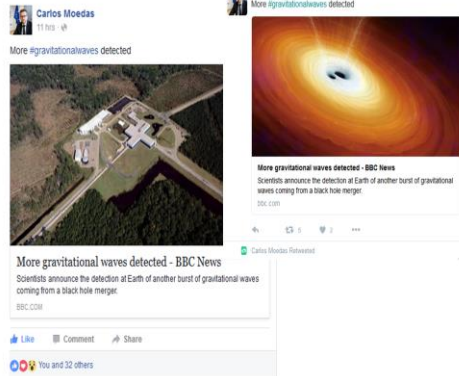 Carlos Moedas
11 hrs
More #gravitationalwaves detected
More gravitational waves detected - BBC News
Scientists announce the detection at Earth of another burst of gravitational waves
coming from a black hole merger.
BBC.COM
Like Comment Share
You and 32 others
More #gravitationalwaves detected
More gravitational waves detected - BBC News
Scientists announce the detection at Earth of another burst of gravitational
waves coming from a black hole merger.
bbc.com
5 3
Carlos Moedas Retweeted